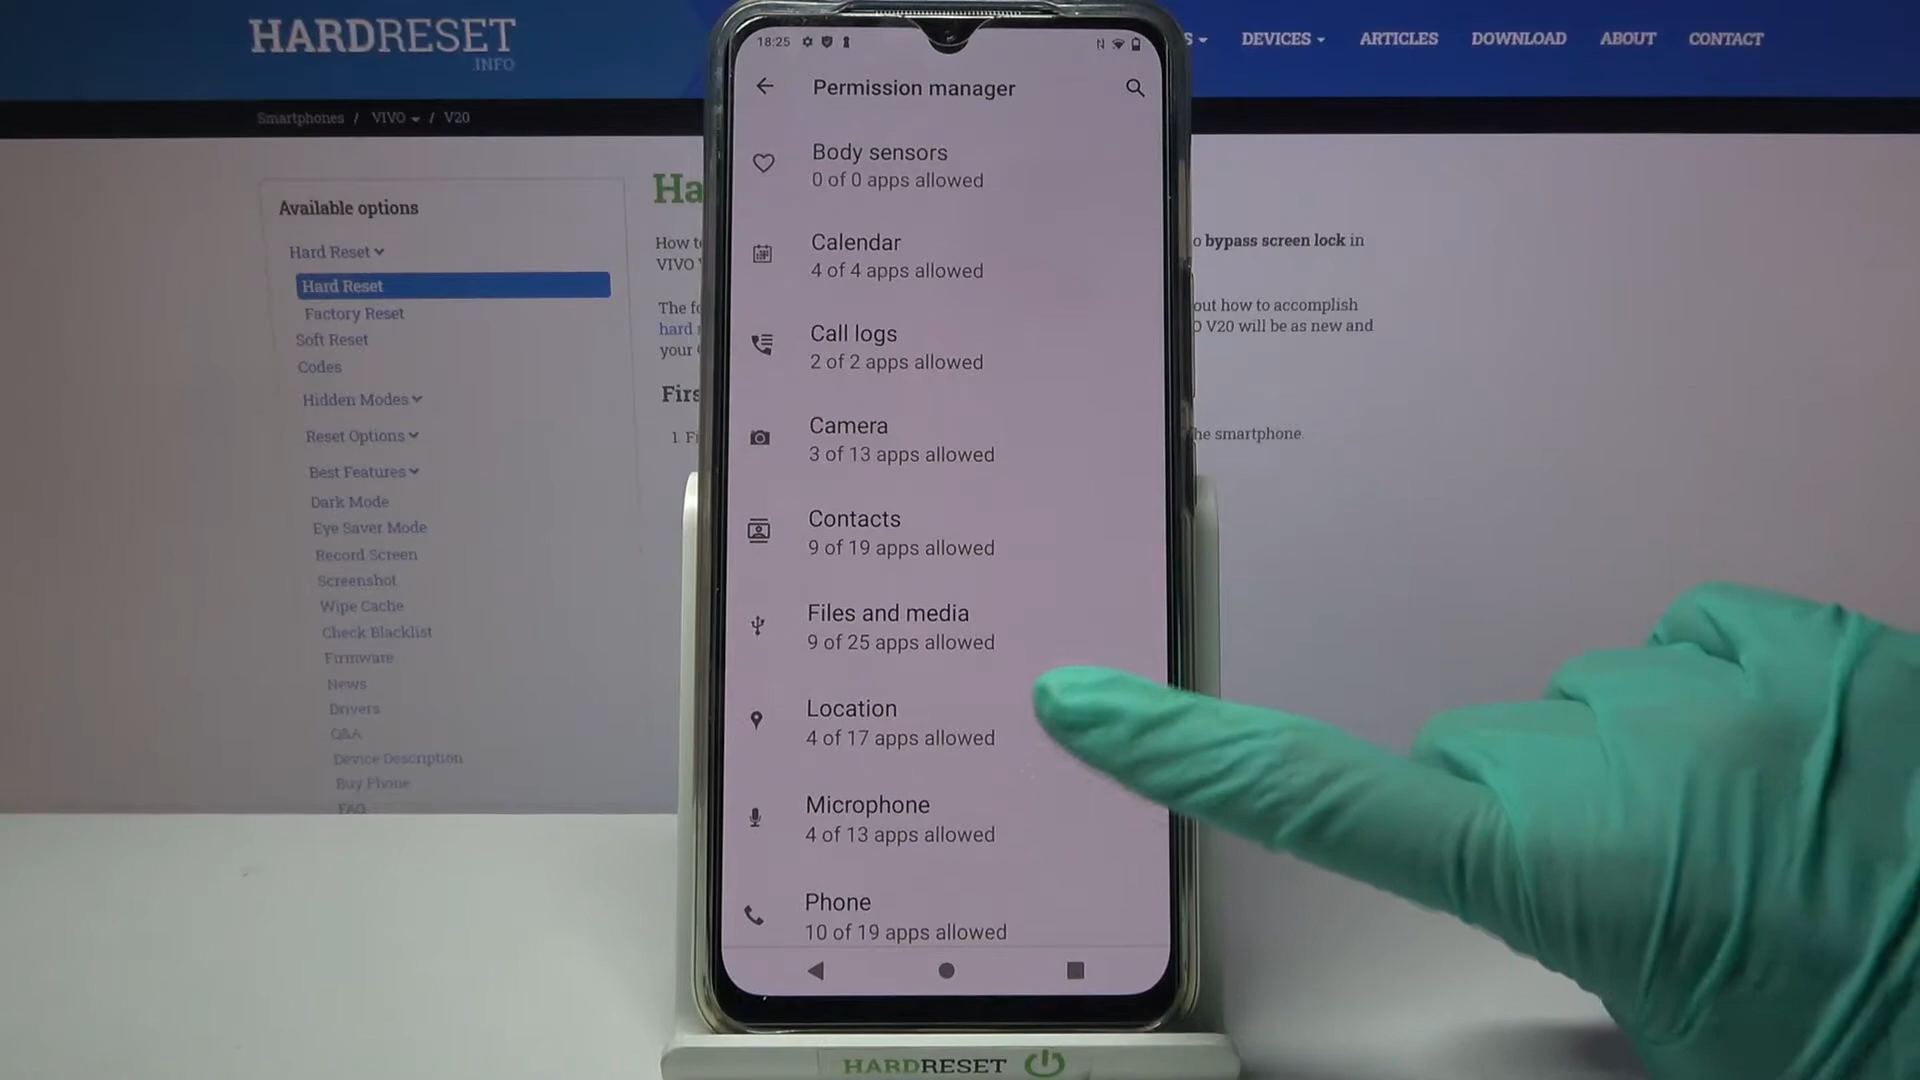 HARDRESET
.INFO
DEVICES
ARTICLES
DOWNLOAD
ABOUT
CONTACT
Smartphones / VIVO / V20
Available options
Hard Reset
Hard Reset
Factory Reset
Soft Reset
Codes
Hidden Modes
Reset Options
Best Features
Dark Mode
Eye Saver Mode
Record Screen
Screenshot
Wipe Cache
Check Blacklist
Firmware
News
Drivers
Q&A
Device Description
Buy Phone
FAQ
bypass screen lock in
VIVO
out how to accomplish
hard
V20 will be as new and
your
1.
he smartphone.
18:25
Permission manager
Body sensors
0 of 0 apps allowed
Calendar
4 of 4 apps allowed
Call logs
2 of 2 apps allowed
Camera
3 of 13 apps allowed
Contacts
9 of 19 apps allowed
Files and media
9 of 25 apps allowed
Location
4 of 17 apps allowed
Microphone
4 of 13 apps allowed
Phone
10 of 19 apps allowed
HARDRESET